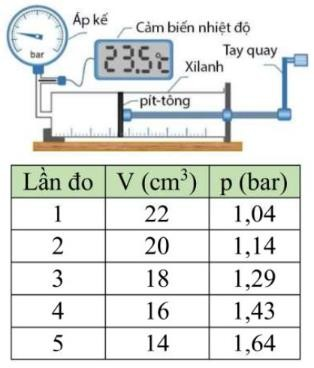 Áp kế
Cảm biến nhiệt độ
bar
23.5°C
Tay quay
Xilanh
pít-tông
Lần đo V (cm³) p (bar)
1 22 1,04
2 20 1,14
3 18 1,29
4 16 1,43
5 14 1,64